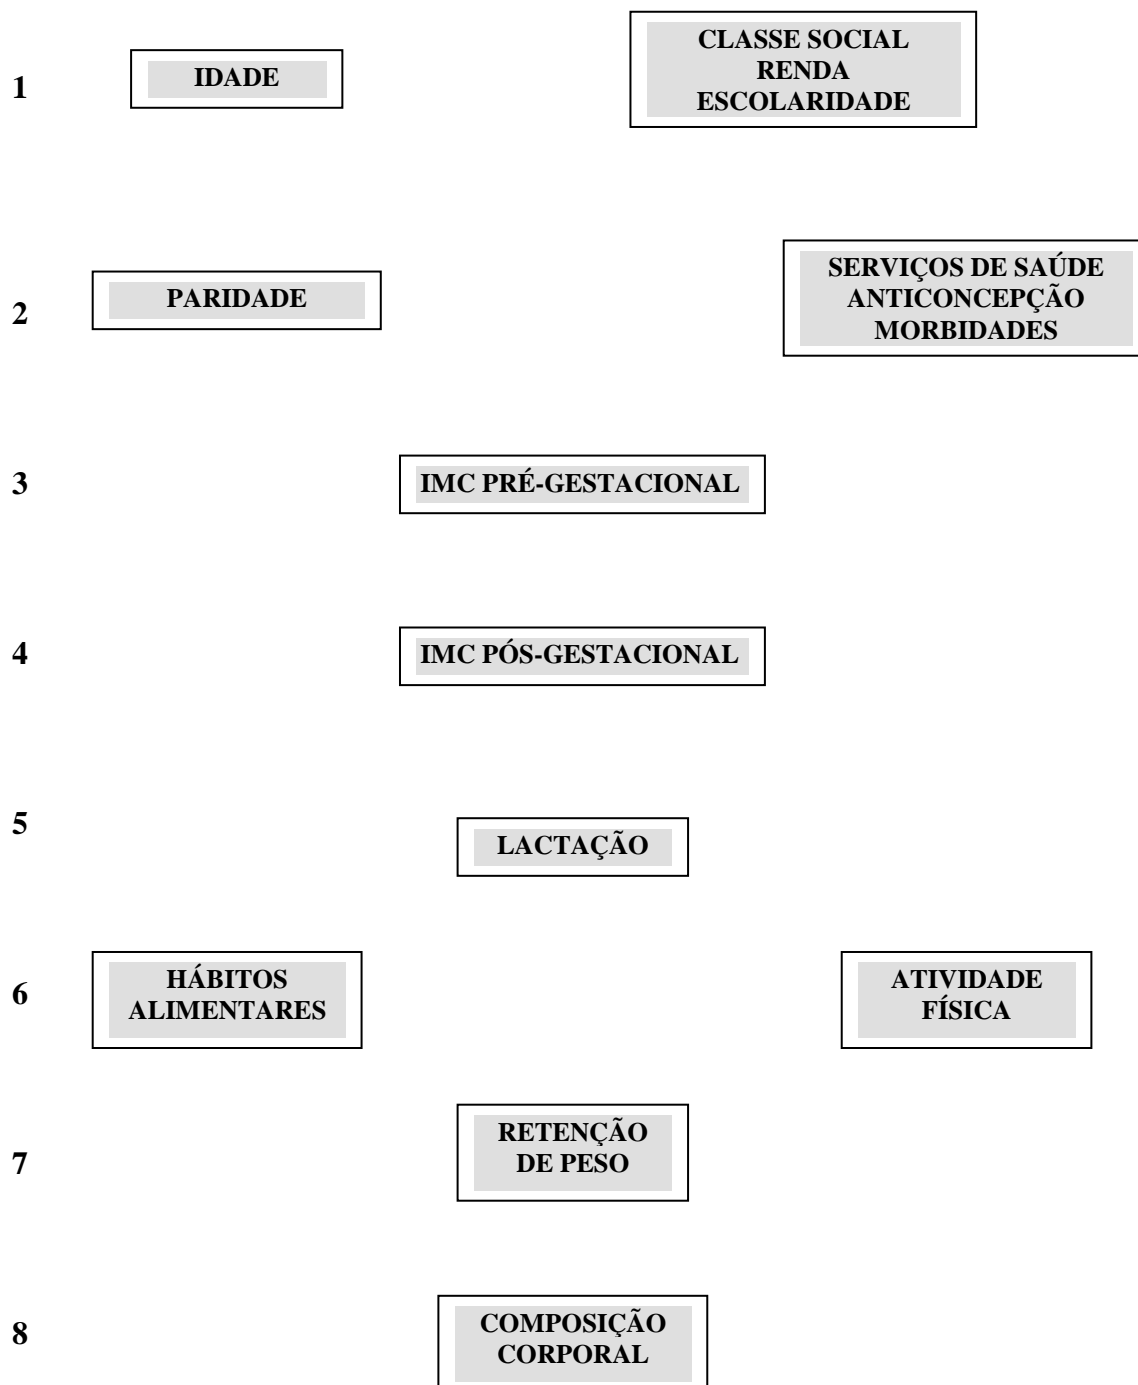 1
IDADE
CLASSE SOCIAL
RENDA
ESCOLARIDADE
2
PARIDADE
SERVIÇOS DE SAÚDE
ANTICONCEPÇÃO
MORBIDADES
3
IMC PRÉ-GESTACIONAL
4
IMC PÓS-GESTACIONAL
5
LACTAÇÃO
6
HÁBITOS
ALIMENTARES
ATIVIDADE
FÍSICA
7
RETENÇÃO
DE PESO
8
COMPOSIÇÃO
CORPORAL